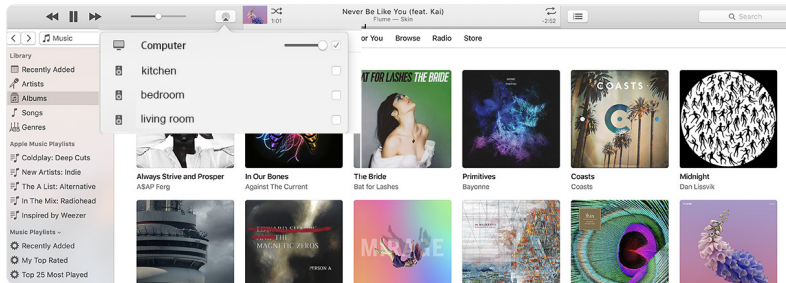 Never Be Like You (feat. Kai)
Flume — Skin
1:01
-2:52
Search
Music
or You
Browse
Radio
Store
Computer
kitchen
bedroom
living room
Library
Recently Added
Artists
Albums
Songs
Genres
Apple Music Playlists
Coldplay: Deep Cuts
New Artists: Indie
The A List: Alternative
In The Mix: Radiohead
Inspired by Weezer
Music Playlists
Recently Added
My Top Rated
Top 25 Most Played
AT FOR LASHES THE BRIDE
COASTS
C
Always Strive and Prosper
A$AP Ferg
In Our Bones
Against The Current
The Bride
Bat for Lashes
Primitives
Bayonne
Coasts
Coasts
Midnight
Dan Lissvik
EDWARD SHARPE
AND THE
MAGNETIC ZEROS
PERSON A
MIRAGE